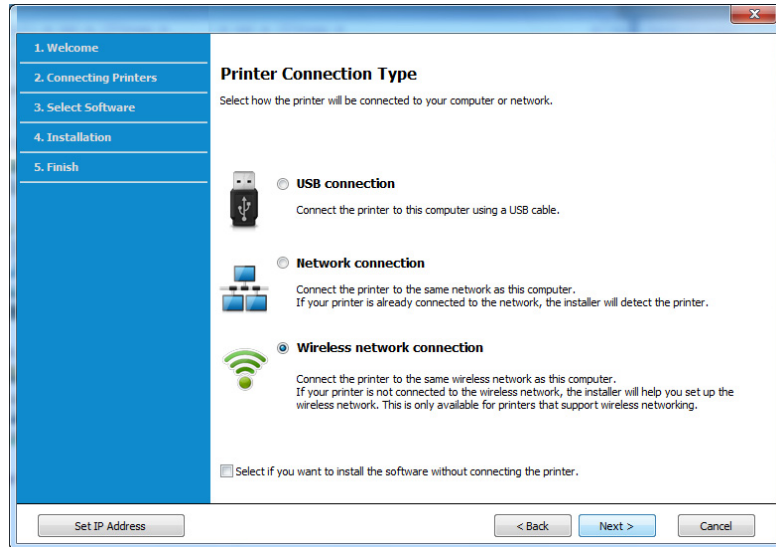 1. Welcome
2. Connecting Printers
3. Select Software
4. Installation
5. Finish
Printer Connection Type
Select how the printer will be connected to your computer or network.
USB connection
Connect the printer to this computer using a USB cable.
Network connection
Connect the printer to the same network as this computer.
If your printer is already connected to the network, the installer will detect the printer.
Wireless network connection
Connect the printer to the same wireless network as this computer.
If your printer is not connected to the wireless network, the installer will help you set up the
wireless network. This is only available for printers that support wireless networking.
Select if you want to install the software without connecting the printer.
Set IP Address
< Back
Next >
Cancel